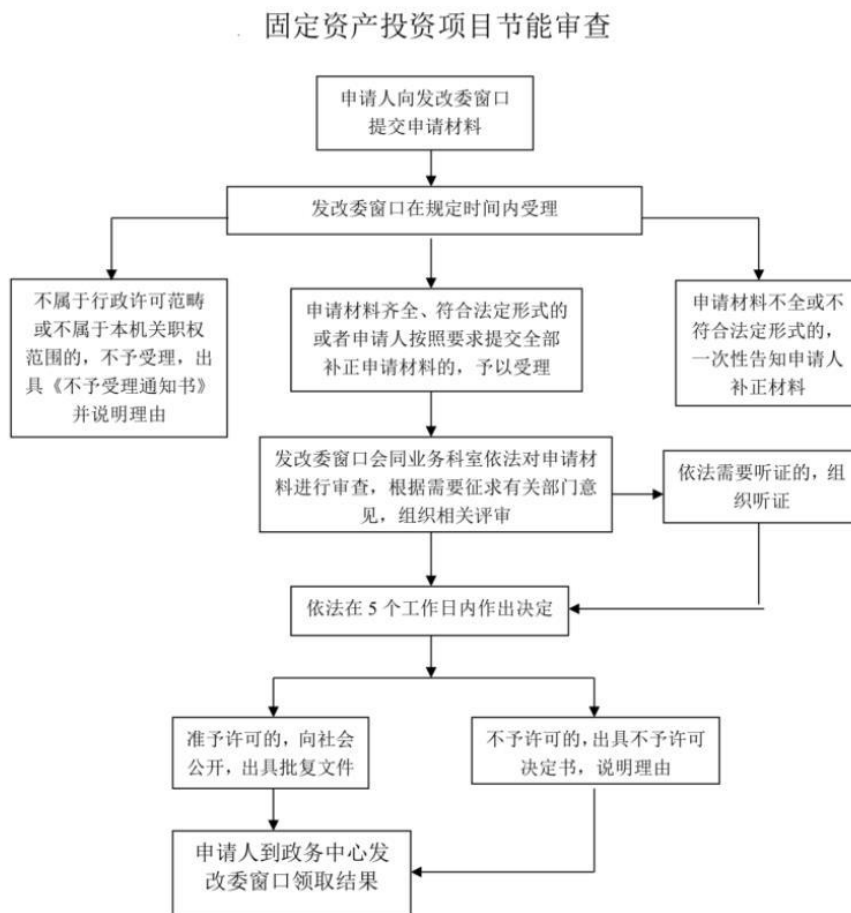 固定资产投资项目节能审查
申请人向发改委窗口
提交申请材料
发改委窗口在规定时间内受理
不属于行政许可范畴
或不属于本机关职权
范围的，不予受理，出
具《不予受理通知书》
并说明理由
申请材料齐全、符合法定形式的
或者申请人按照要求提交全部
补正申请材料的，予以受理
申请材料不全或不
符合法定形式的，
一次性告知申请人
补正材料
发改委窗口会同业务科室依法对申请材
料进行审查，根据需要征求有关部门意
见，组织相关评审
依法需要听证的，组
织听证
依法在 5 个工作日内作出决定
准予许可的，向社会
公开，出具批复文件
不予许可的，出具不予许可
决定书，说明理由
申请人到政务中心发
改委窗口领取结果